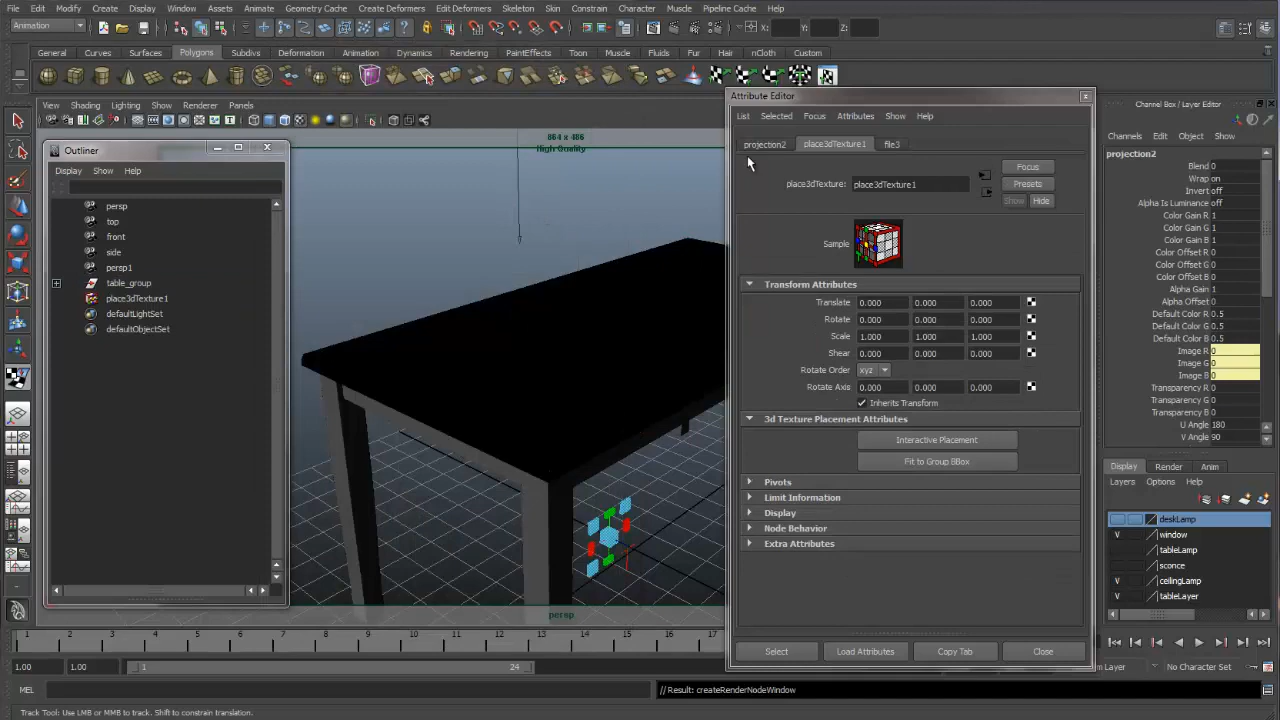 File Edit Modify Create Display Window Assets Animate Geometry Cache Create Deformers Edit Deformers Skeleton Skin Constrain Character Muscle Pipeline Cache Help
Animation X: Y: Z:
General Curves Surfaces Polygons Subdivs Deformation Animation Dynamics Rendering PaintEffects Toon Muscle Fluids Fur Hair nCloth Custom
View Shading Lighting Show Renderer Panels
864 x 486
High Quality
Outliner
Display Show Help
persp
top
front
side
persp1
table_group
place3dTexture1
defaultLightSet
defaultObjectSet
persp
Attribute Editor
List Selected Focus Attributes Show Help
projection2 place3dTexture1 file3
place3dTexture: place3dTexture1
Focus
Presets
Show Hide
Sample
Transform Attributes
Translate 0.000 0.000 0.000
Rotate 0.000 0.000 0.000
Scale 1.000 1.000 1.000
Shear 0.000 0.000 0.000
Rotate Order xyz
Rotate Axis 0.000 0.000 0.000
Inherits Transform
3d Texture Placement Attributes
Interactive Placement
Fit to Group BBox
Pivots
Limit Information
Display
Node Behavior
Extra Attributes
Select Load Attributes Copy Tab Close
Channel Box / Layer Editor
Channels Edit Object Show
projection2
Blend 0
Wrap on
Invert off
Alpha Is Luminance off
Color Gain R 1
Color Gain G 1
Color Gain B 1
Color Offset R 0
Color Offset G 0
Color Offset B 0
Alpha Gain 1
Alpha Offset 0
Default Color R 0.5
Default Color G 0.5
Default Color B 0.5
Image R 0
Image G 0
Image B 0
Transparency R 0
Transparency G 0
Transparency B 0
U Angle 180
V Angle 90
Display Render Anim
Layers Options Help
deskLamp
V window
tableLamp
sconce
V ceilingLamp
V tableLayer
1 2 3 4 5 6 7 8 9 10 11 12 13 14 15 16 17
1.00 1.00 1 24 Layer No Character Set
MEL // Result: createRenderNodeWindow
Track Tool: Use LMB or MMB to track. Shift to constrain translation.